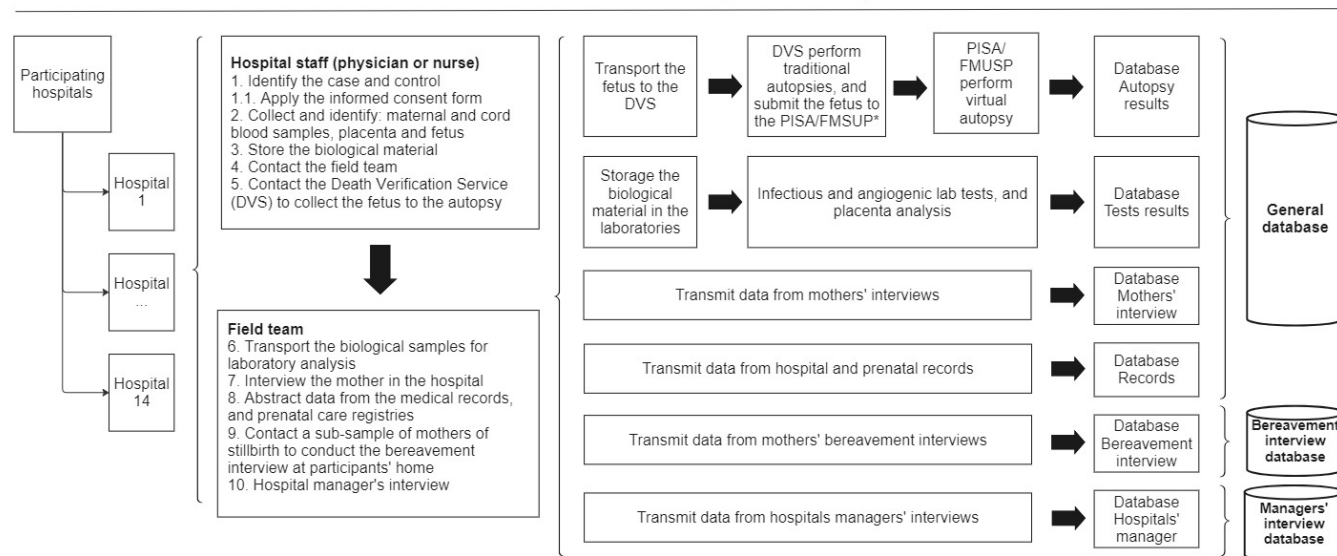 Participating
hospitals
Hospital
1
Hospital
...
Hospital
14
Hospital staff (physician or nurse)
1. Identify the case and control
1.1. Apply the informed consent form
2. Collect and identify: maternal and cord
blood samples, placenta and fetus
3. Store the biological material
4. Contact the field team
5. Contact the Death Verification Service
(DVS) to collect the fetus to the autopsy
Field team
6. Transport the biological samples for
laboratory analysis
7. Interview the mother in the hospital
8. Abstract data from the medical records,
and prenatal care registries
9. Contact a sub-sample of mothers of
stillbirth to conduct the bereavement
interview at participants' home
10. Hospital manager's interview
Transport the
fetus to the
DVS
DVS perform
traditional
autopsies, and
submit the fetus to
the PISA/FMSUP*
PISA/
FMUSP
perform
virtual
autopsy
Database
Autopsy
results
Storage the
biological
material in the
laboratories
Infectious and angiogenic lab tests, and
placenta analysis
Database
Tests results
Transmit data from mothers' interviews
Database
Mothers'
interview
Transmit data from hospital and prenatal records
Database
Records
Transmit data from mothers' bereavement interviews
Database
Bereavement
interview
Transmit data from hospitals managers' interviews
Database
Hospitals'
manager
General
database
Bereavement
interview
database
Managers'
interview
database